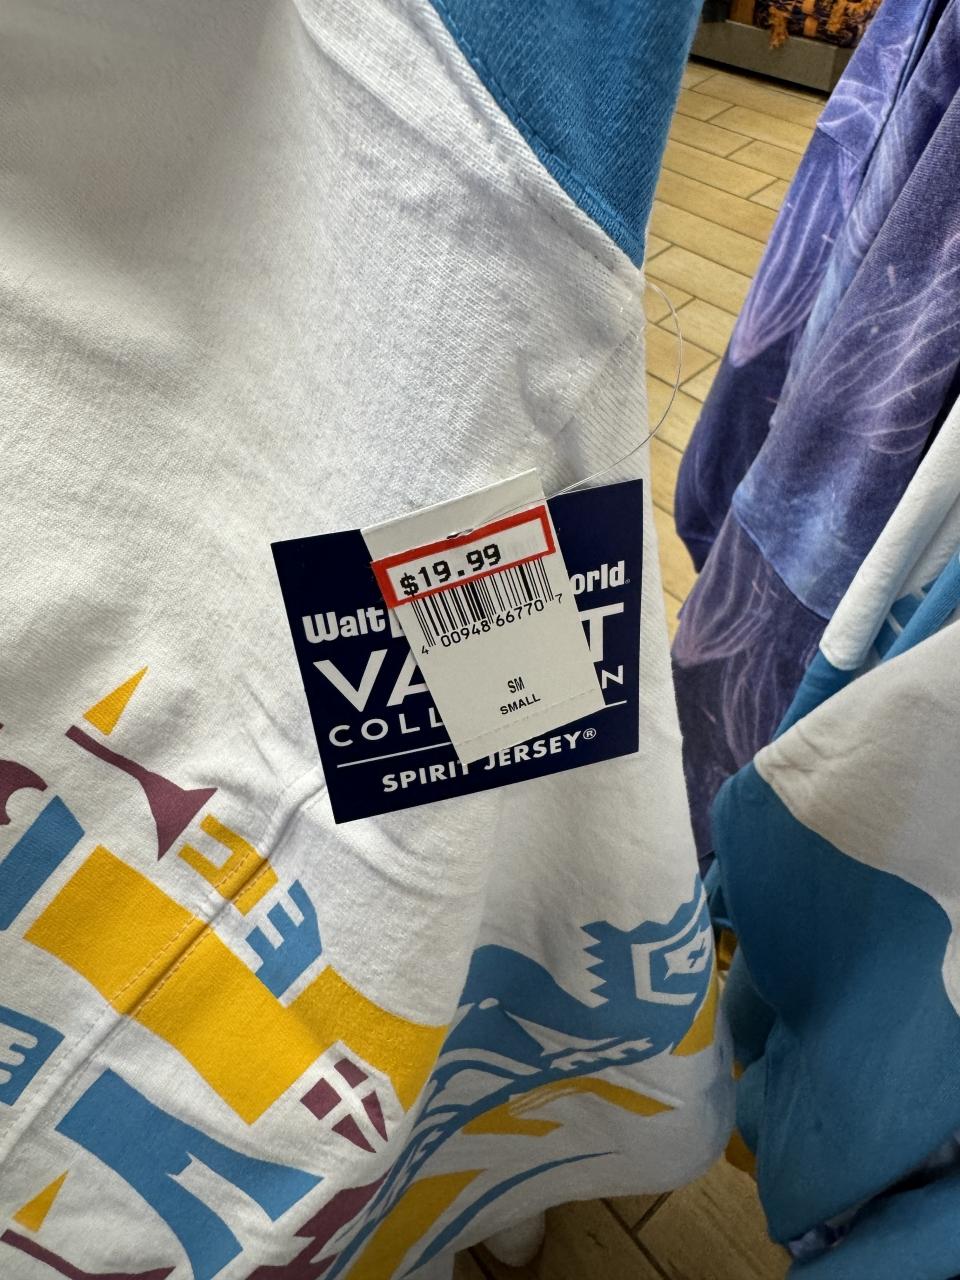 $19.99
4 00948 66770 7
SM
SMALL
Walt
orld®
VA T
COLL N
SPIRIT JERSEY®